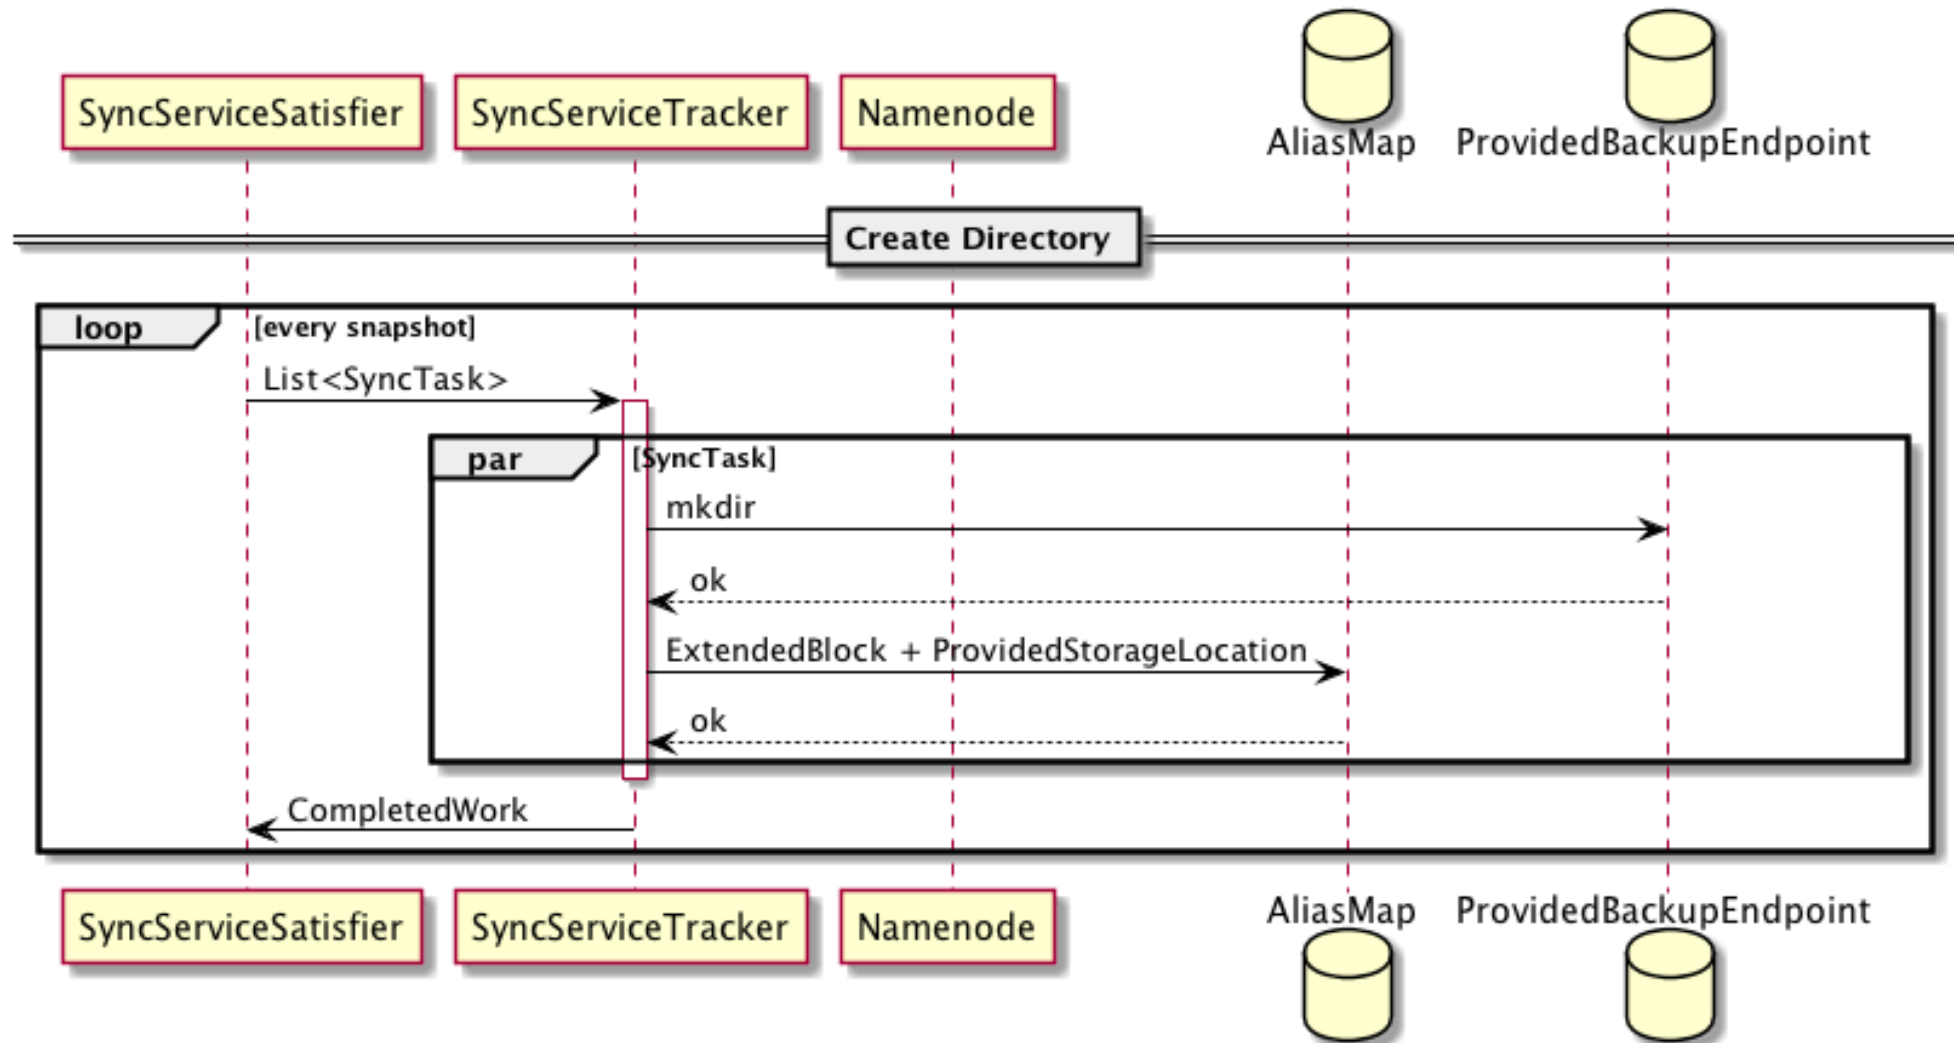 SyncServiceSatisfier
SyncServiceTracker
Namenode
AliasMap
ProvidedBackupEndpoint
Create Directory
loop
[every snapshot]
List<SyncTask>
par
[SyncTask]
mkdir
ok
ExtendedBlock + ProvidedStorageLocation
ok
CompletedWork
SyncServiceSatisfier
SyncServiceTracker
Namenode
AliasMap
ProvidedBackupEndpoint